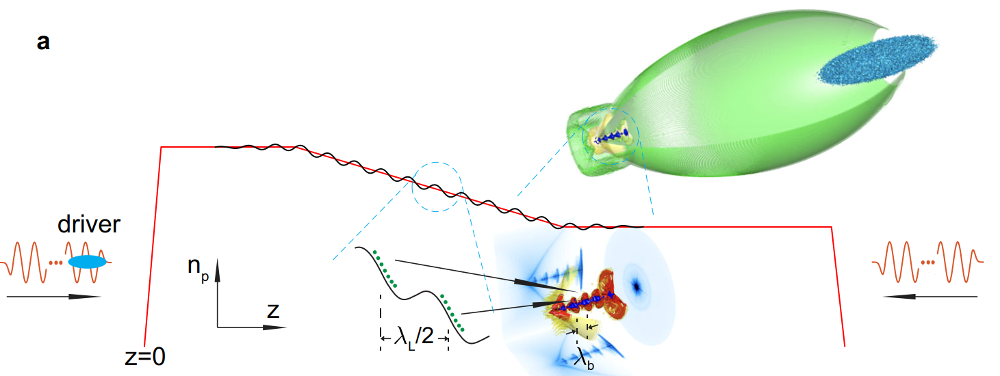 a
driver
n_p
z
z=0
λ_L/2
λ_b